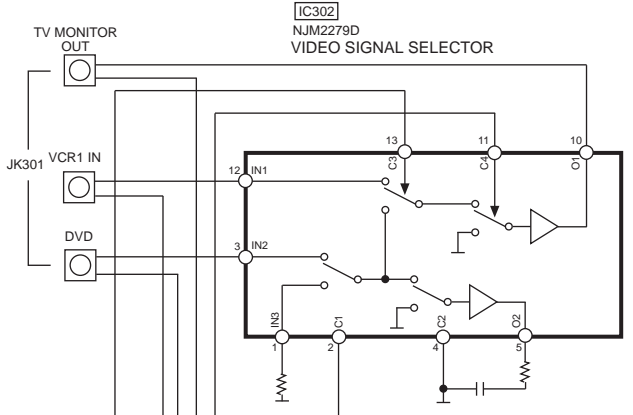 IC302
NJM2279D
VIDEO SIGNAL SELECTOR
TV MONITOR
OUT
JK301
VCR1 IN
DVD
13
11
10
C3
C4
O1
12
IN1
3
IN2
IN3
C1
C2
O2
1
2
4
5